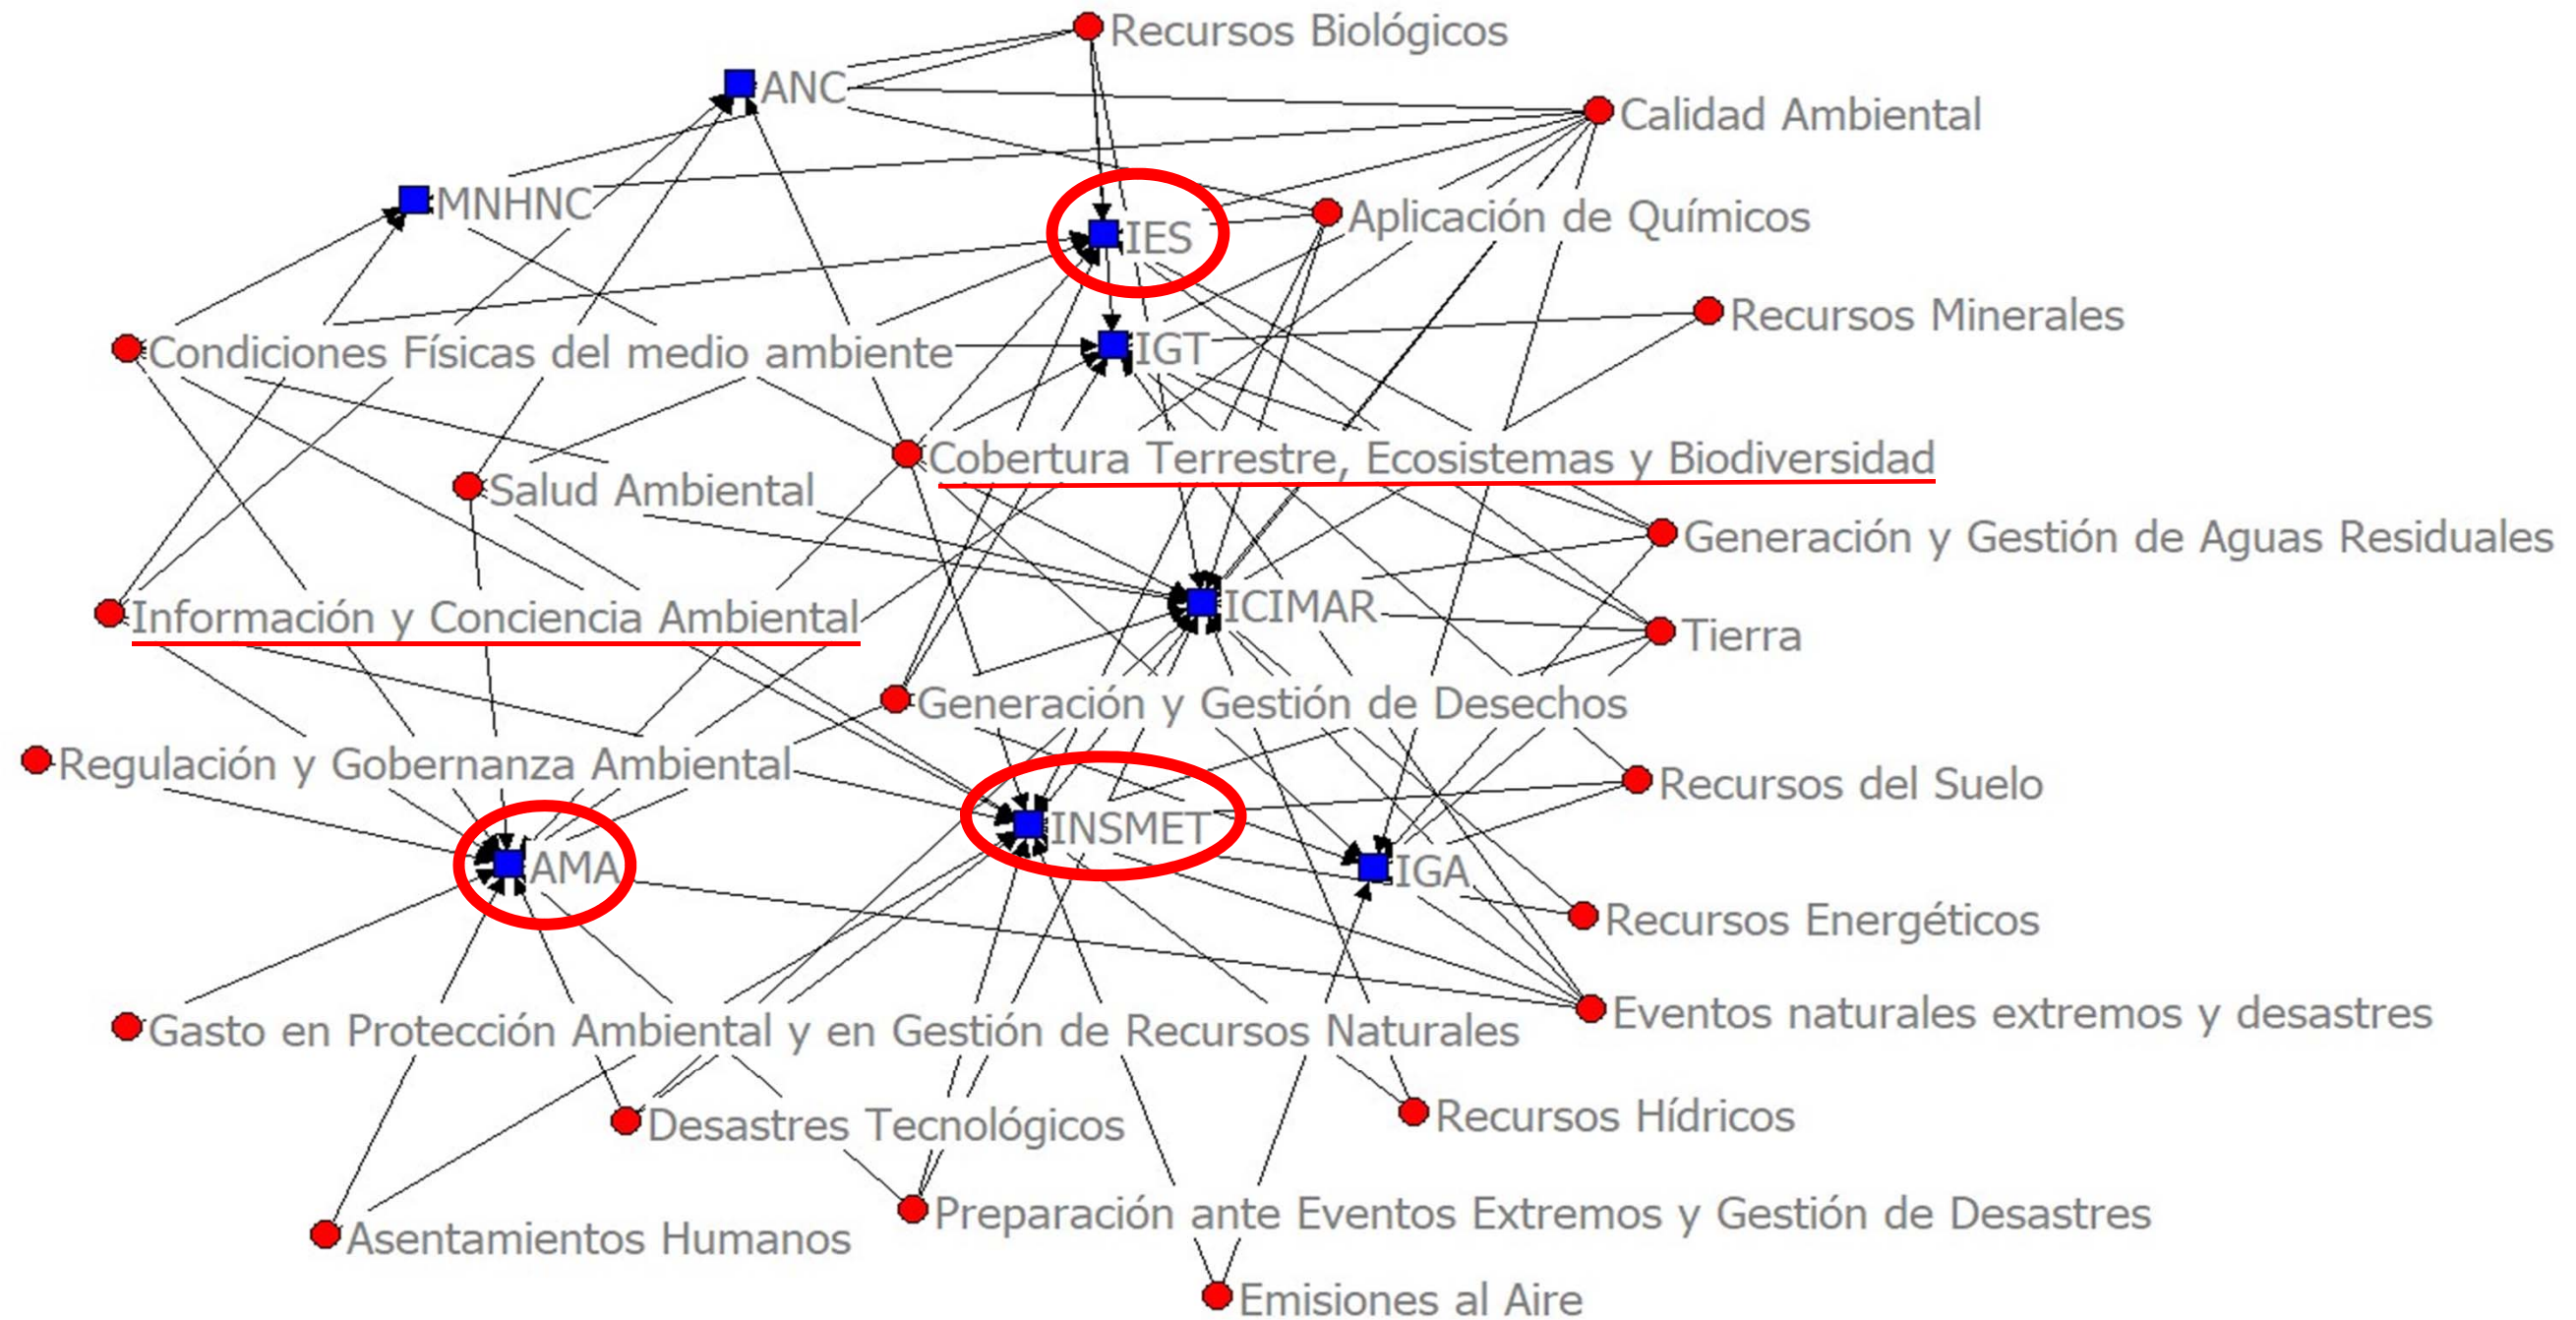 Recursos Biológicos
ANC
Calidad Ambiental
MNHNC
Aplicación de Químicos
IES
Recursos Minerales
Condiciones Físicas del medio ambiente
IGT
Cobertura Terrestre, Ecosistemas y Biodiversidad
Salud Ambiental
Generación y Gestión de Aguas Residuales
Información y Conciencia Ambiental
ICIMAR
Tierra
Generación y Gestión de Desechos
Regulación y Gobernanza Ambiental
Recursos del Suelo
INSMET
AMA
IGA
Recursos Energéticos
Eventos naturales extremos y desastres
Gasto en Protección Ambiental y en Gestión de Recursos Naturales
Desastres Tecnológicos
Recursos Hídricos
Preparación ante Eventos Extremos y Gestión de Desastres
Asentamientos Humanos
Emisiones al Aire